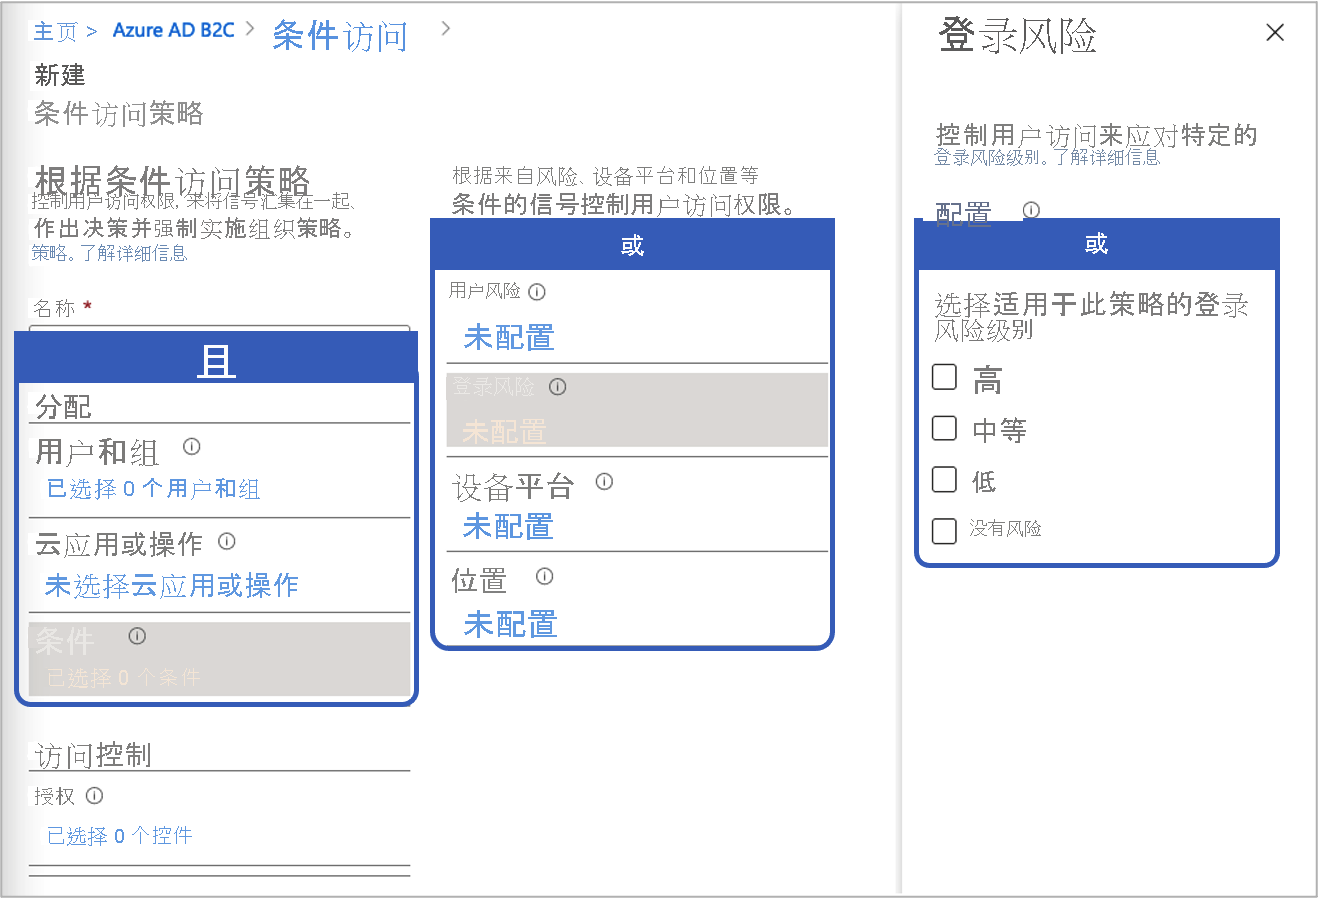 主页 > Azure AD B2C > 条件访问 >
新建
条件访问策略
根据条件访问策略
控制用户访问权限, 来将信号汇集在一起、
作出决策并强制实施组织策略。
策略。了解详细信息
名称 *
且
分配
用户和组
已选择 0 个用户和组
云应用或操作
未选择云应用或操作
条件
已选择 0 个条件
访问控制
授权
已选择 0 个控件
根据来自风险、设备平台和位置等
条件的信号控制用户访问权限。
或
用户风险
未配置
登录风险
未配置
设备平台
未配置
位置
未配置
登录风险
控制用户访问来应对特定的
登录风险级别。了解详细信息
配置
或
选择适用于此策略的登录
风险级别
高
中等
低
没有风险